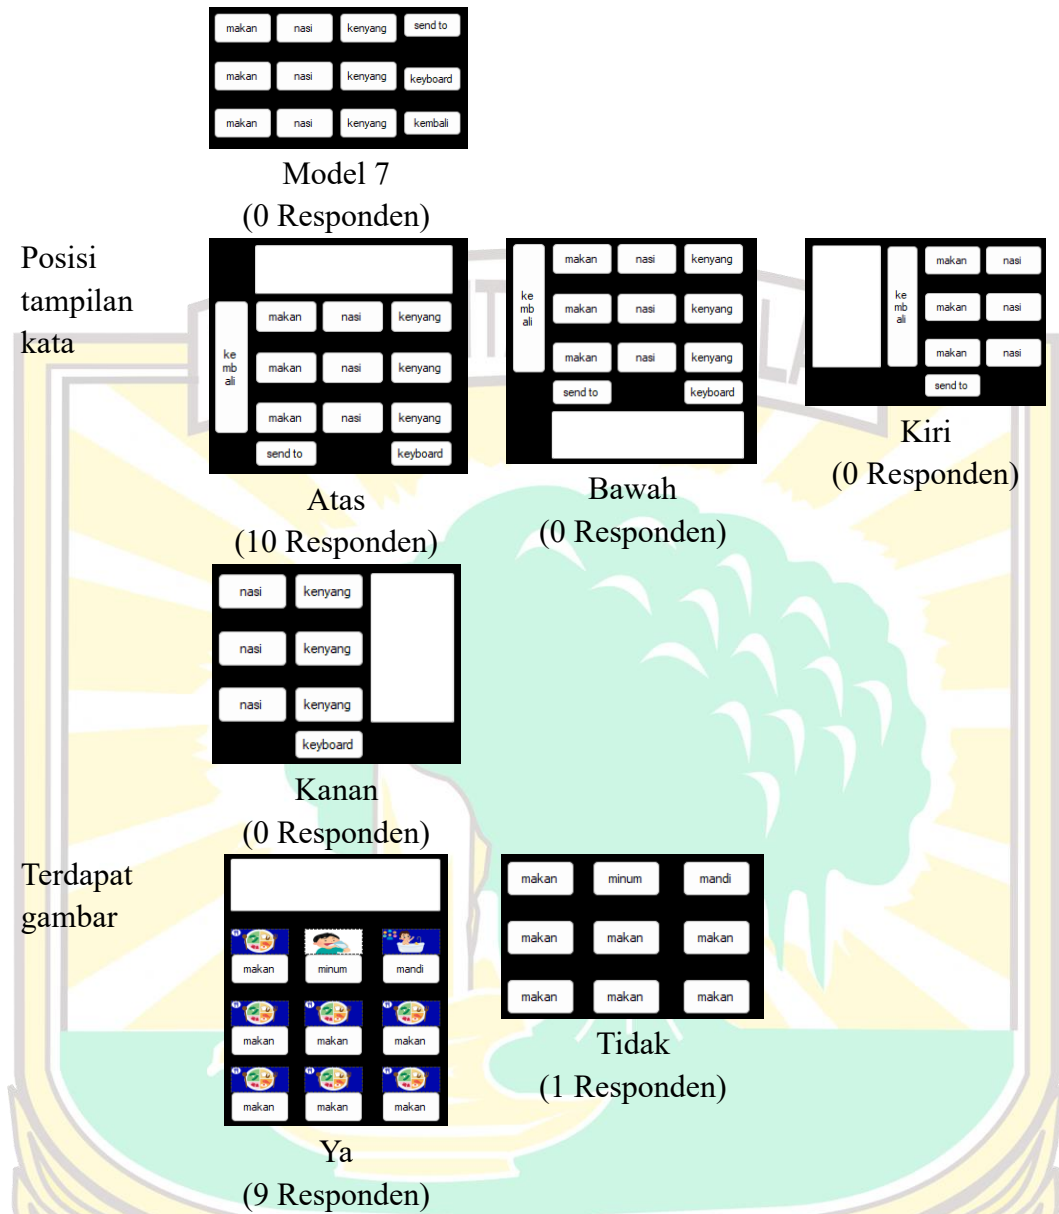 makan nasi kenyang send to
makan nasi kenyang keyboard
makan nasi kenyang kembali
Model 7
(0 Responden)
Posisi
tampilan
kata
makan nasi kenyang
ke
mb
ali
makan nasi kenyang
makan nasi kenyang
send to keyboard
Atas
(10 Responden)
makan nasi kenyang
ke
mb
ali
makan nasi kenyang
makan nasi kenyang
send to keyboard
Bawah
(0 Responden)
makan nasi
ke
mb
ali
makan nasi
makan nasi
send to
Kiri
(0 Responden)
nasi kenyang
nasi kenyang
nasi kenyang
keyboard
Kanan
(0 Responden)
Terdapat
gambar
makan minum mandi
makan makan makan
makan makan makan
Ya
(9 Responden)
makan minum mandi
makan makan makan
makan makan makan
Tidak
(1 Responden)